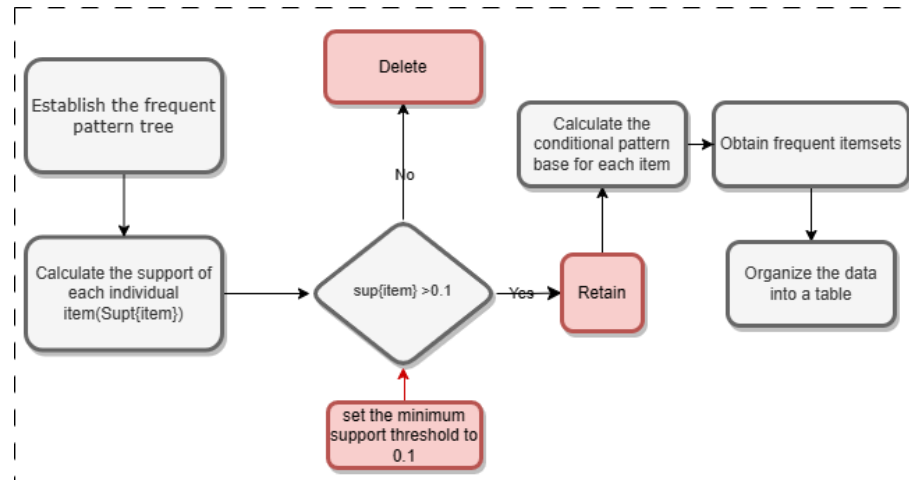 Delete
Establish the frequent
pattern tree
Calculate the
conditional pattern
base for each item
Obtain frequent itemsets
No
Calculate the support of
each individual
item(Supt{item})
sup{item} >0.1
Yes
Retain
Organize the data
into a table
set the minimum
support threshold to
0.1